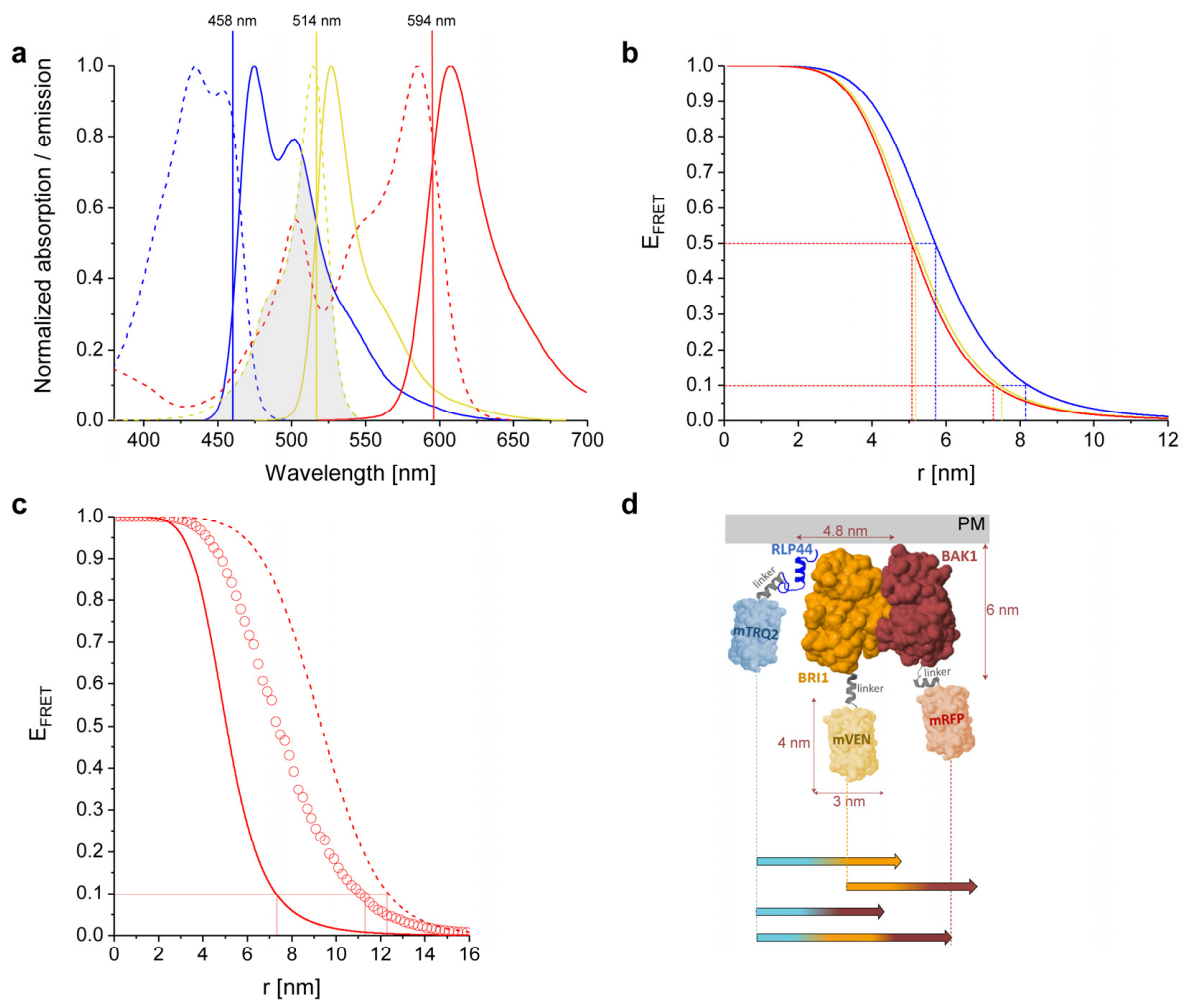 458 nm 514 nm 594 nm
a
Normalized absorption / emission
1.0
0.8
0.6
0.4
0.2
0.0
400 450 500 550 600 650 700
Wavelength [nm]
b
E_FRET
1.0
0.9
0.8
0.7
0.6
0.5
0.4
0.3
0.2
0.1
0.0
0 2 4 6 8 10 12
r [nm]
c
E_FRET
1.0
0.9
0.8
0.7
0.6
0.5
0.4
0.3
0.2
0.1
0.0
0 2 4 6 8 10 12 14 16
r [nm]
d
PM
4.8 nm
RLP44
BAK1
linker
6 nm
mTRQ2
BRI1
linker
linker
mRFP
mVEN
4 nm
3 nm